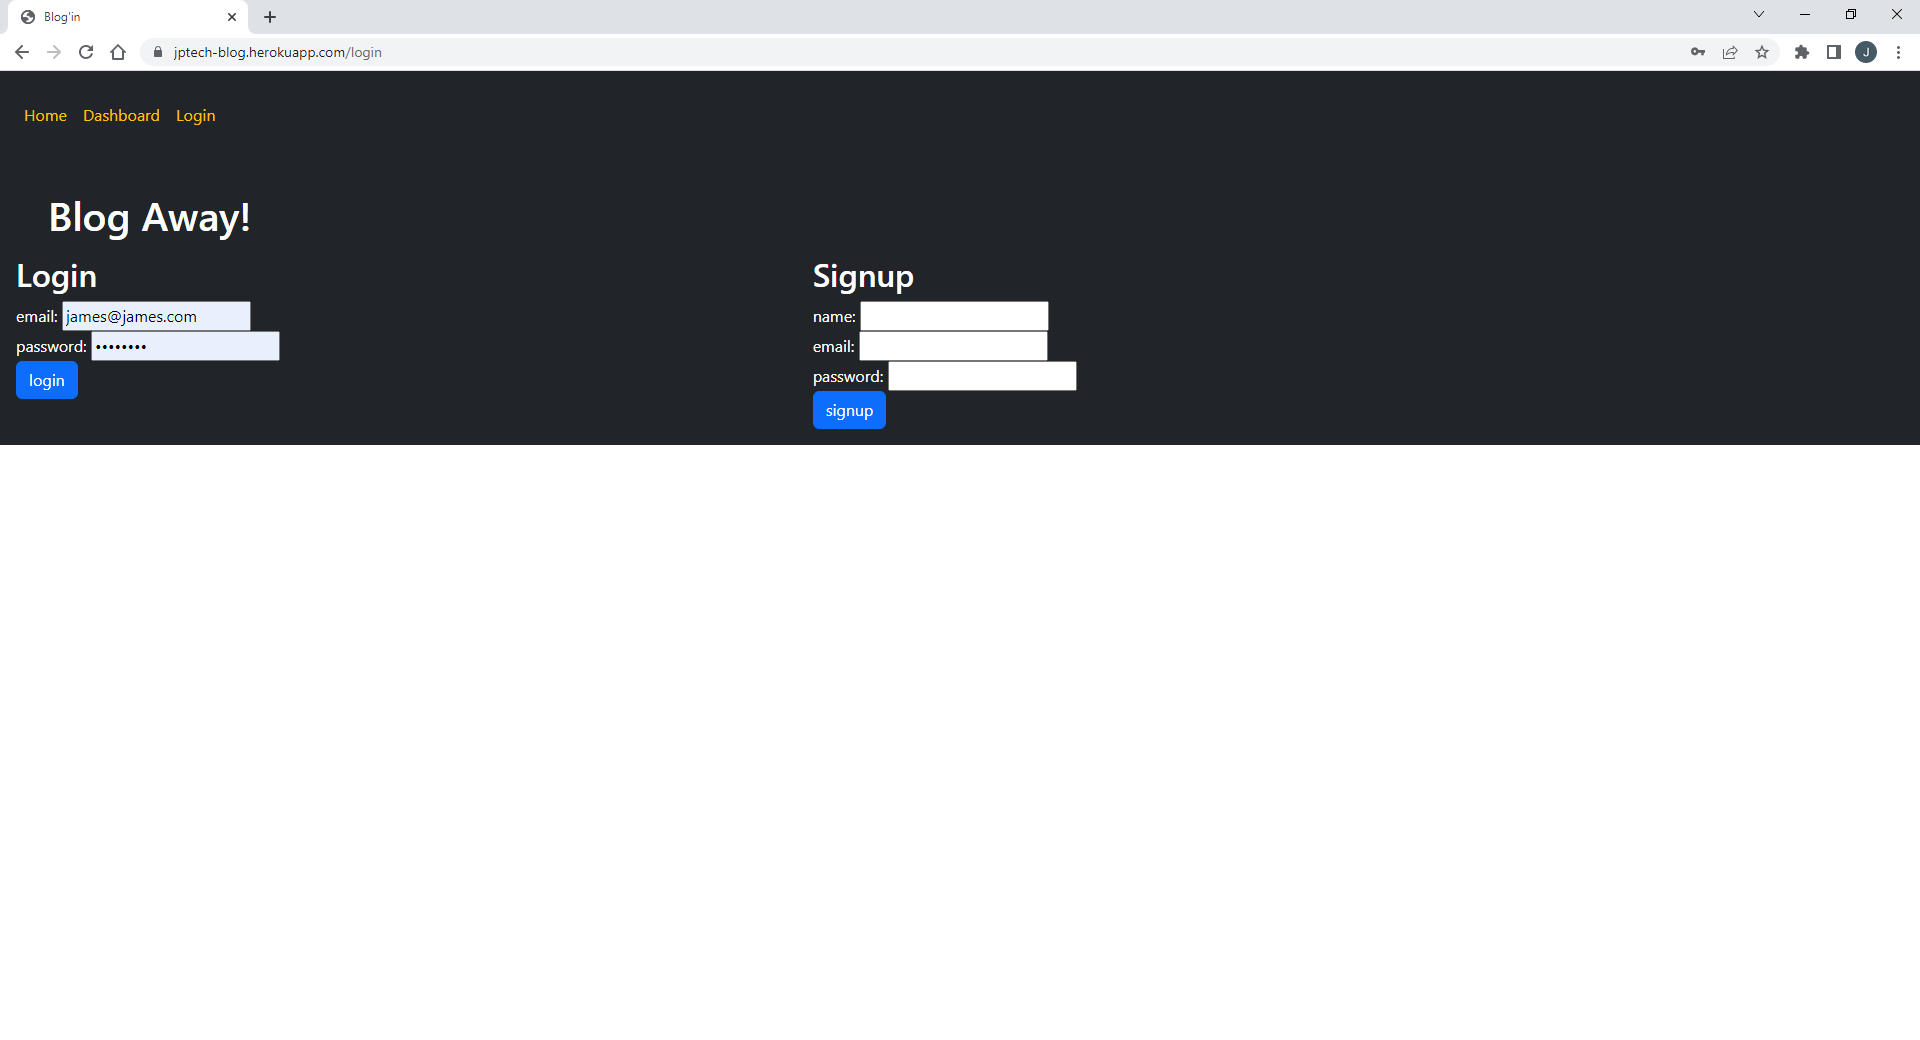 Blog'in
jptech-blog.herokuapp.com/login
J
Home Dashboard Login
Blog Away!
Login
email: james@james.com
password: ••••••••
login
Signup
name:
email:
password:
signup